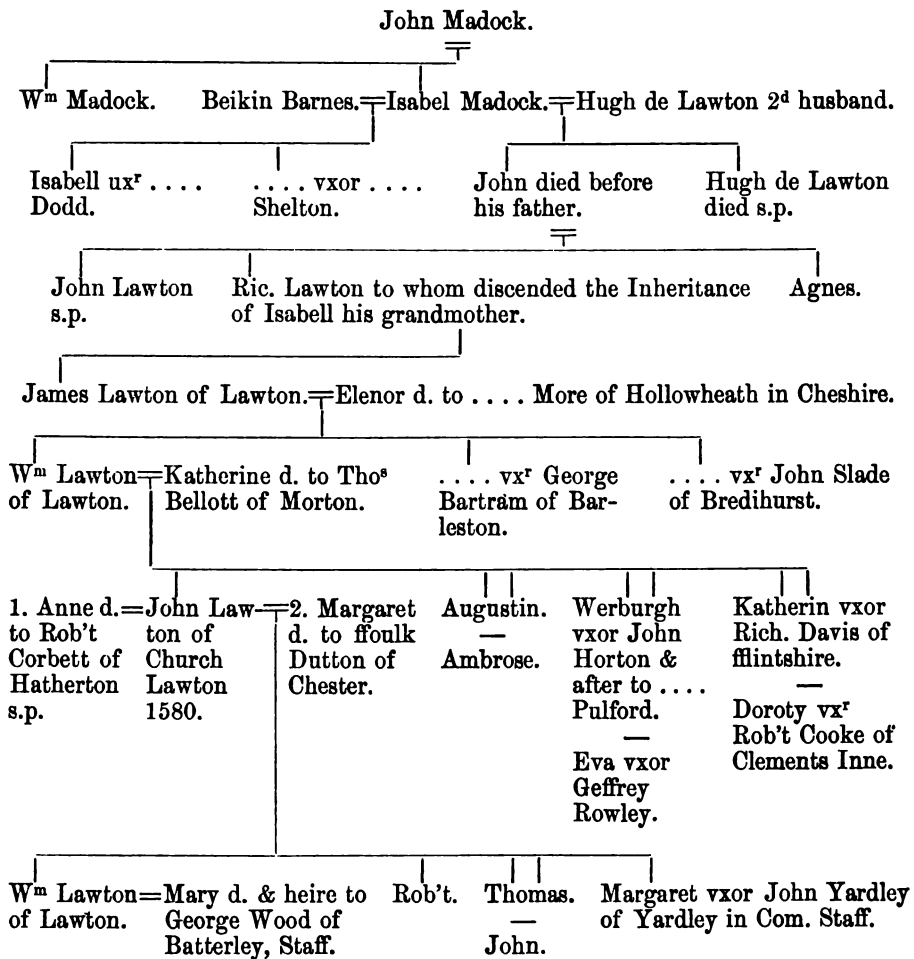 John Madock.
Wᵐ Madock. Beikin Barnes.=Isabel Madock.=Hugh de Lawton 2ᵈ husband.
Isabell uxʳ ....
Dodd.
.... vxor ....
Shelton.
John died before
his father.
Hugh de Lawton
died s.p.
John Lawton
s.p.
Ric. Lawton to whom discended the Inheritance
of Isabell his grandmother.
Agnes.
James Lawton of Lawton.=Elenor d. to .... More of Hollowheath in Cheshire.
Wᵐ Lawton=
of Lawton.
Katherine d. to Thoˢ
Bellott of Morton.
.... vxʳ George
Bartram of Bar-
leston.
.... vxʳ John Slade
of Bredihurst.
1. Anne d.=
to Rob't
Corbett of
Hatherton
s.p.
John Law-=
ton of
Church
Lawton
1580.
2. Margaret
d. to ffoulk
Dutton of
Chester.
Augustin.
—
Ambrose.
Werburgh
vxor John
Horton &
after to ....
Pulford.
—
Eva vxor
Geffrey
Rowley.
Katherin vxor
Rich. Davis of
fflintshire.
—
Doroty vxʳ
Rob't Cooke of
Clements Inne.
Wᵐ Lawton=
of Lawton.
Mary d. & heire to
George Wood of
Batterley, Staff.
Rob't.
Thomas.
—
John.
Margaret vxor John Yardley
of Yardley in Com. Staff.